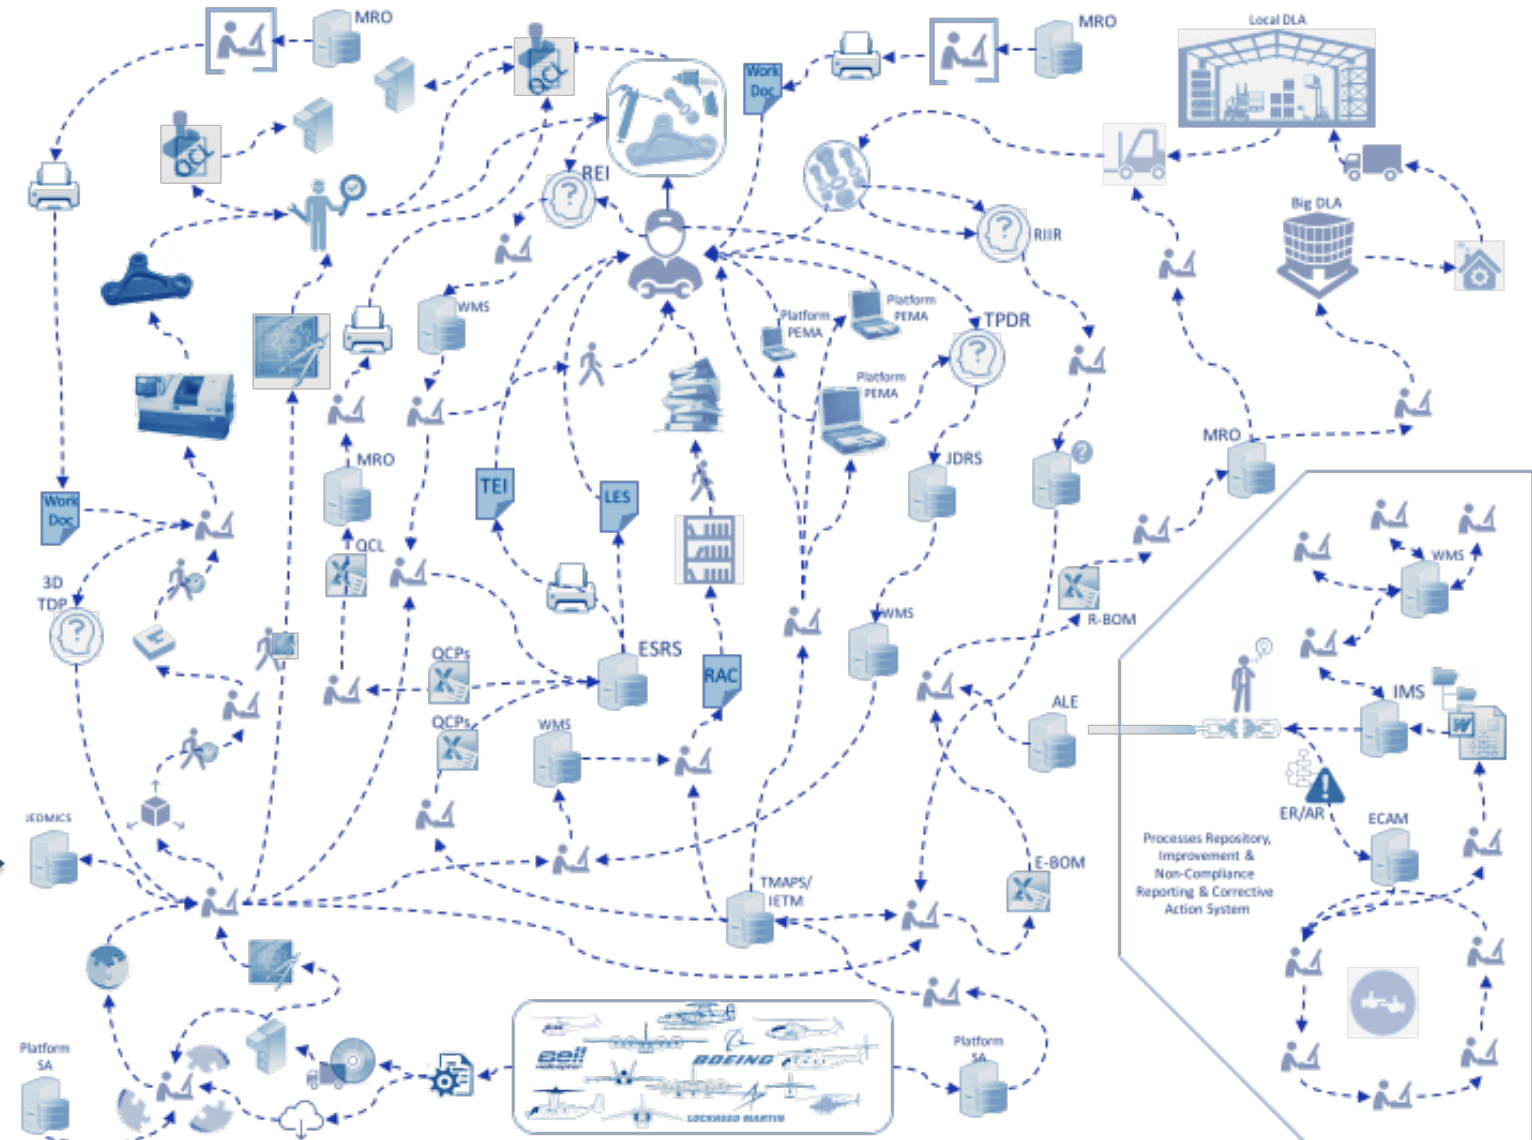 MRO
MRO
Local DLA
QCL
Work
Doc
QCL
REI
Big DLA
RIIR
WMS
Platform
PEMA
Platform
PEMA
TPDR
Platform
PEMA
MRO
MRO
JDRS
TEI
LES
Work
Doc
QCL
WMS
3D
TDP
WMS
R-BOM
ESRS
QCPs
RAC
IMS
ALE
QCPs
WMS
W
ER/AR
ECAM
JEDMICS
Processes Repository,
Improvement &
Non-Compliance
Reporting & Corrective
Action System
E-BOM
TMAPS/
IETM
Platform
SA
Bell
BOEING
Platform
SA
LOCKHEED MARTIN